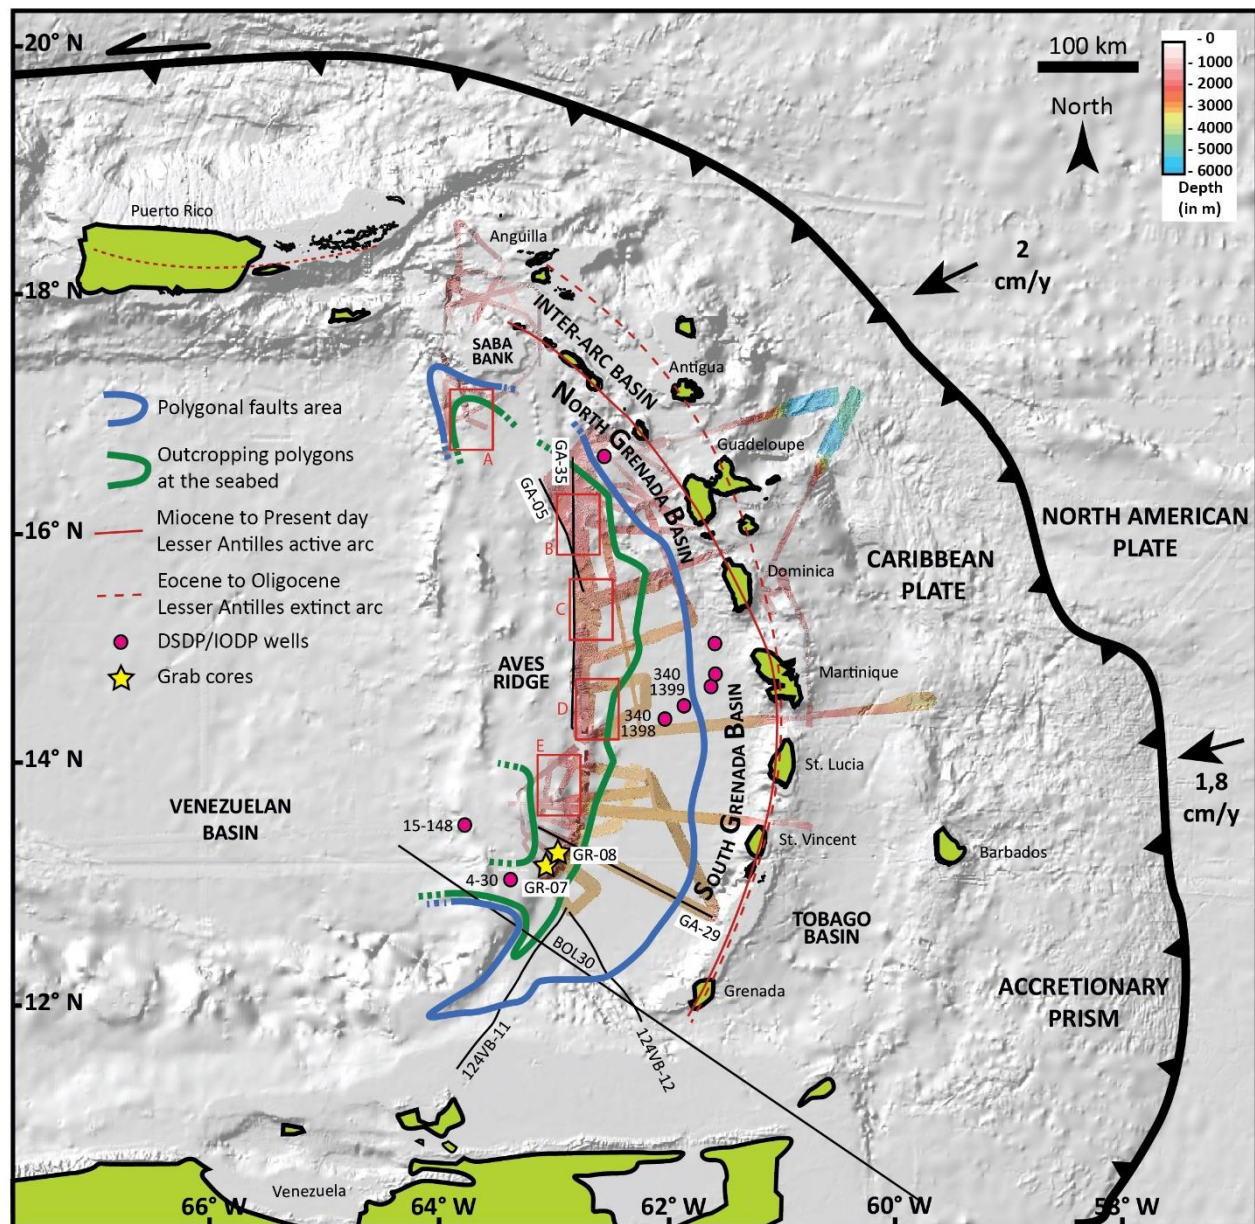 20° N
100 km
North
- 0
- 1000
- 2000
- 3000
- 4000
- 5000
- 6000
Depth
(in m)
Puerto Rico
Anguilla
2
cm/y
18° N
INTER-ARC BASIN
SABA
BANK
Antigua
Polygonal faults area
NORTH GRENADA BASIN
Outcropping polygons
at the seabed
A
GA-35
GA-05
Guadeloupe
Miocene to Present day
Lesser Antilles active arc
16° N
B
NORTH AMERICAN
PLATE
CARIBBEAN
PLATE
Eocene to Oligocene
Lesser Antilles extinct arc
Dominica
C
DSDP/IODP wells
Grab cores
AVES
RIDGE
Martinique
340
1399
D
340
1398
SOUTH GRENADA BASIN
14° N
E
St. Lucia
1,8
cm/y
VENEZUELAN
BASIN
15-148
St. Vincent
Barbados
GR-08
4-30
GR-07
GA-29
TOBAGO
BASIN
BOL30
12° N
Grenada
ACCRETIONARY
PRISM
124VB-11
124VB-12
Venezuela
66° W
64° W
62° W
60° W
58° W